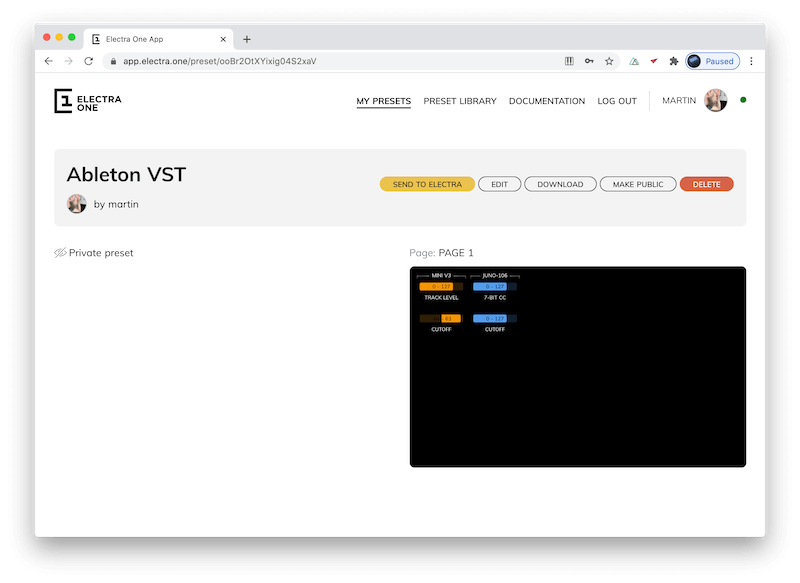 Electra One App
app.electra.one/preset/ooBr2OtXYixig04S2xaV
Paused
ELECTRA
ONE
MY PRESETS PRESET LIBRARY DOCUMENTATION LOG OUT MARTIN
Ableton VST
by martin
SEND TO ELECTRA EDIT DOWNLOAD MAKE PUBLIC DELETE
Private preset
Page: PAGE 1
MINI V3 JUNO-106
0 - 127 0 - 127
TRACK LEVEL 7-BIT CC
63 0 - 127
CUTOFF CUTOFF